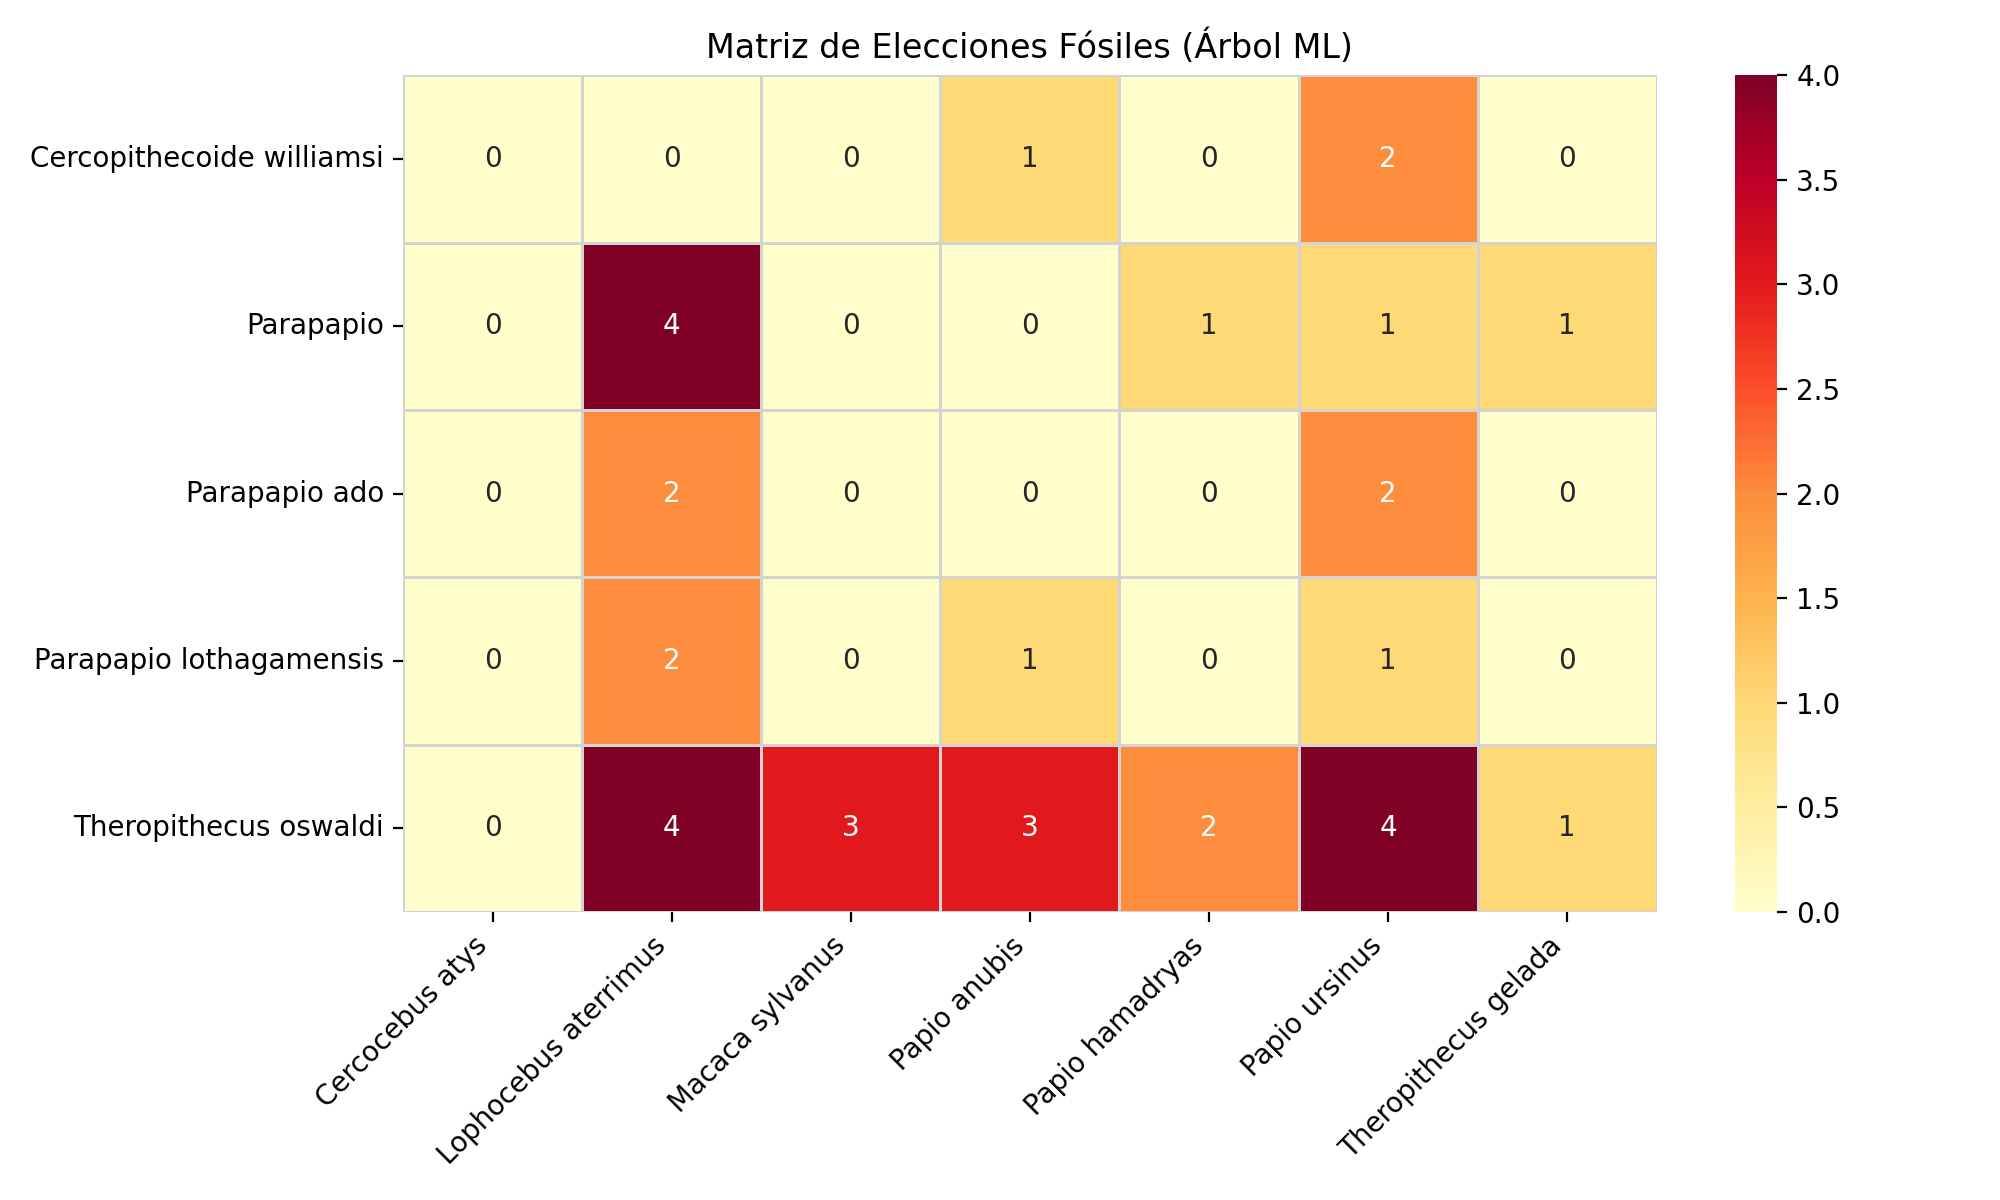 Matriz de Elecciones Fósiles (Árbol ML)
Cercopithecoide williamsi 0 0 0 1 0 2 0
Parapapio 0 4 0 0 1 1 1
Parapapio ado 0 2 0 0 0 2 0
Parapapio lothagamensis 0 2 0 1 0 1 0
Theropithecus oswaldi 0 4 3 3 2 4 1
Cercocebus atys
Lophocebus aterrimus
Macaca sylvanus
Papio anubis
Papio hamadryas
Papio ursinus
Theropithecus gelada
4.0
3.5
3.0
2.5
2.0
1.5
1.0
0.5
0.0